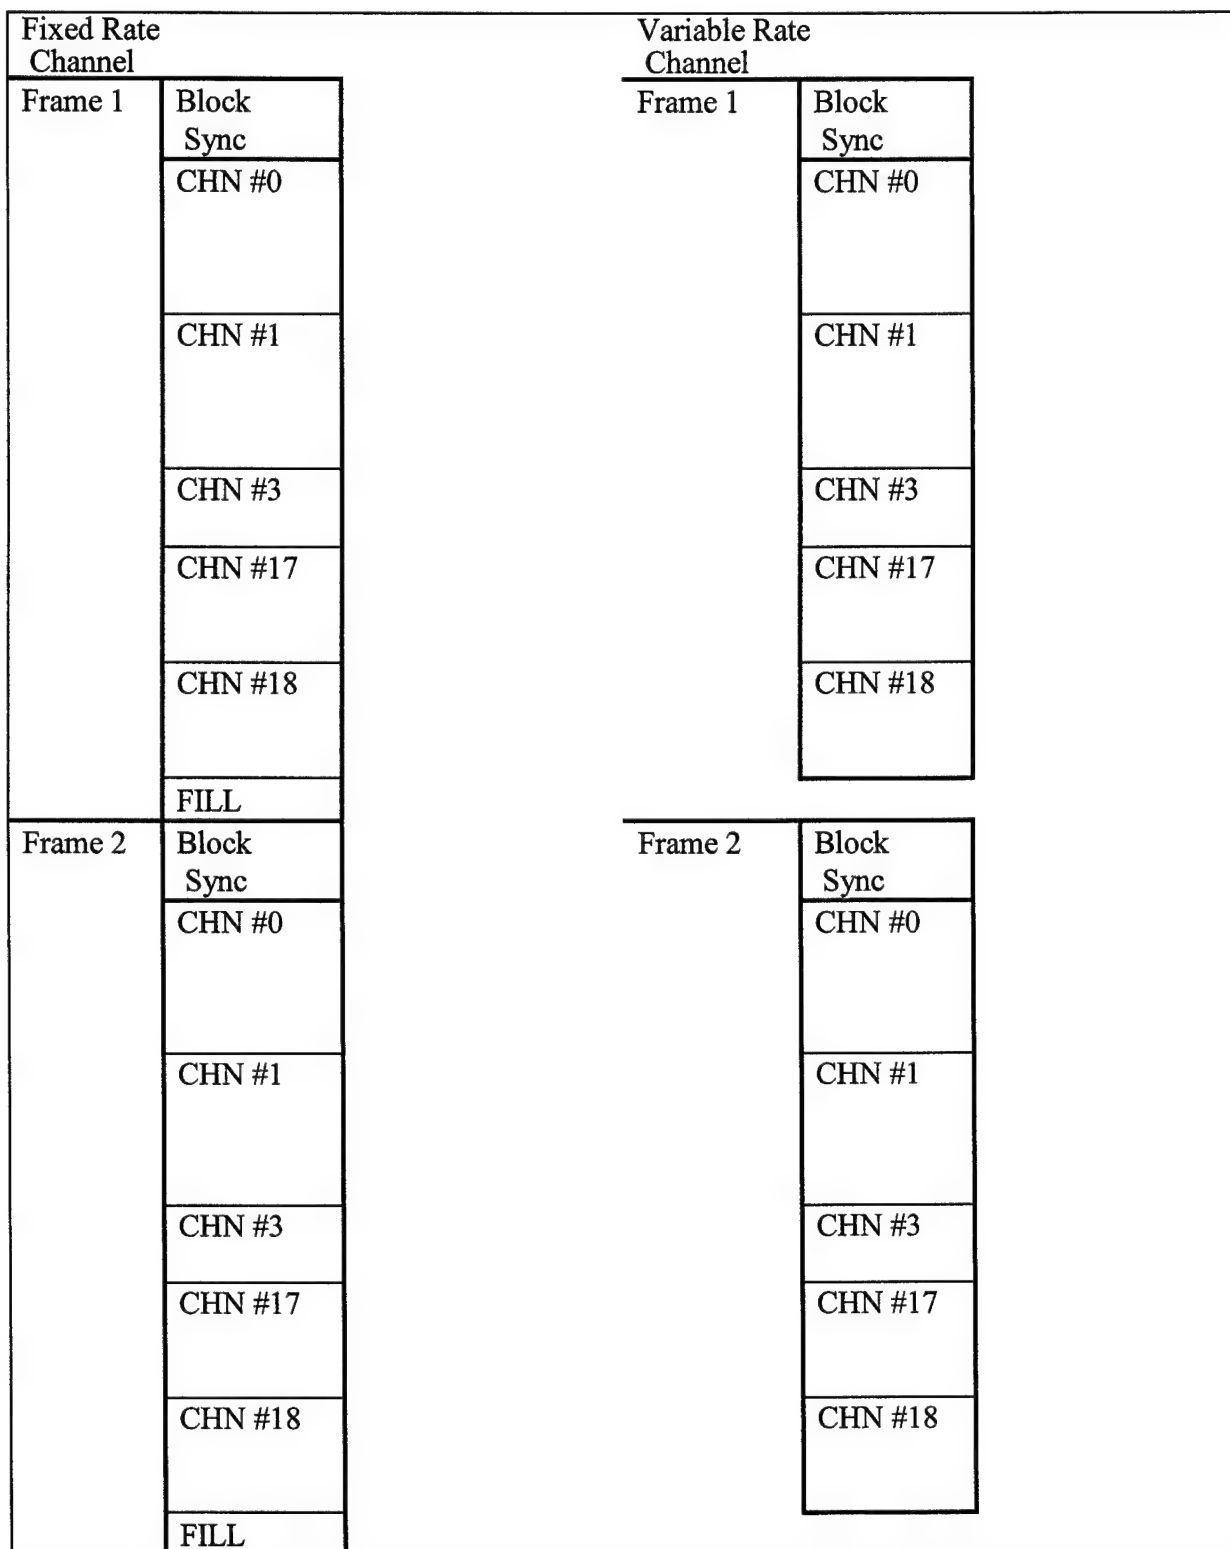 Fixed Rate
Channel
Frame 1
Block
Sync
CHN #0
CHN #1
CHN #3
CHN #17
CHN #18
FILL
Frame 2
Block
Sync
CHN #0
CHN #1
CHN #3
CHN #17
CHN #18
FILL
Variable Rate
Channel
Frame 1
Block
Sync
CHN #0
CHN #1
CHN #3
CHN #17
CHN #18
Frame 2
Block
Sync
CHN #0
CHN #1
CHN #3
CHN #17
CHN #18